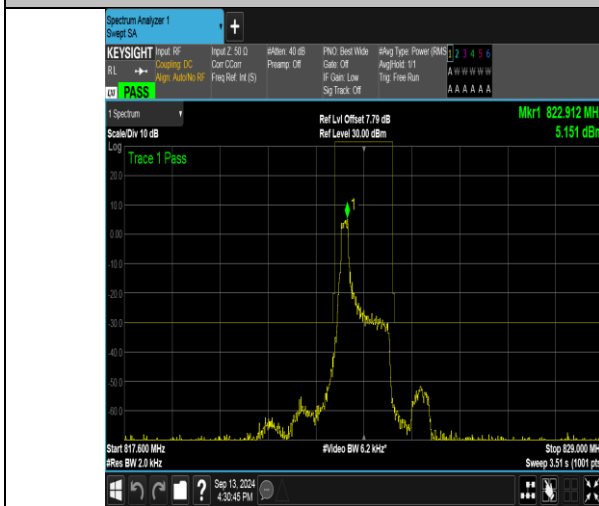 Spectrum Analyzer 1
Swept SA
+
KEYSIGHT
RL
LXI PASS
Input: RF
Coupling: DC
Align: Auto/No RF
Input Z: 50 Ω
Corr CCorr
Freq Ref: Int (S)
#Atten: 40 dB
Preamp: Off
PNO: Best Wide
Gate: Off
IF Gain: Low
Sig Track: Off
#Avg Type: Power (RMS
Avg|Hold: 1/1
Trig: Free Run
1 2 3 4 5 6
A W W W W W
A A A A A A
1 Spectrum
Scale/Div 10 dB
Ref Lvl Offset 7.79 dB
Ref Level 30.00 dBm
Mkr1 822.912 MH
5.151 dBm
Log
Trace 1 Pass
20.0
10.0
0.00
-10.0
-20.0
-30.0
-40.0
-50.0
-60.0
1
Start 817.600 MHz
#Res BW 2.0 kHz
#Video BW 6.2 kHz*
Stop 829.000 MH
Sweep 3.51 s (1001 pts
?
Sep 13, 2024
4:30:45 PM